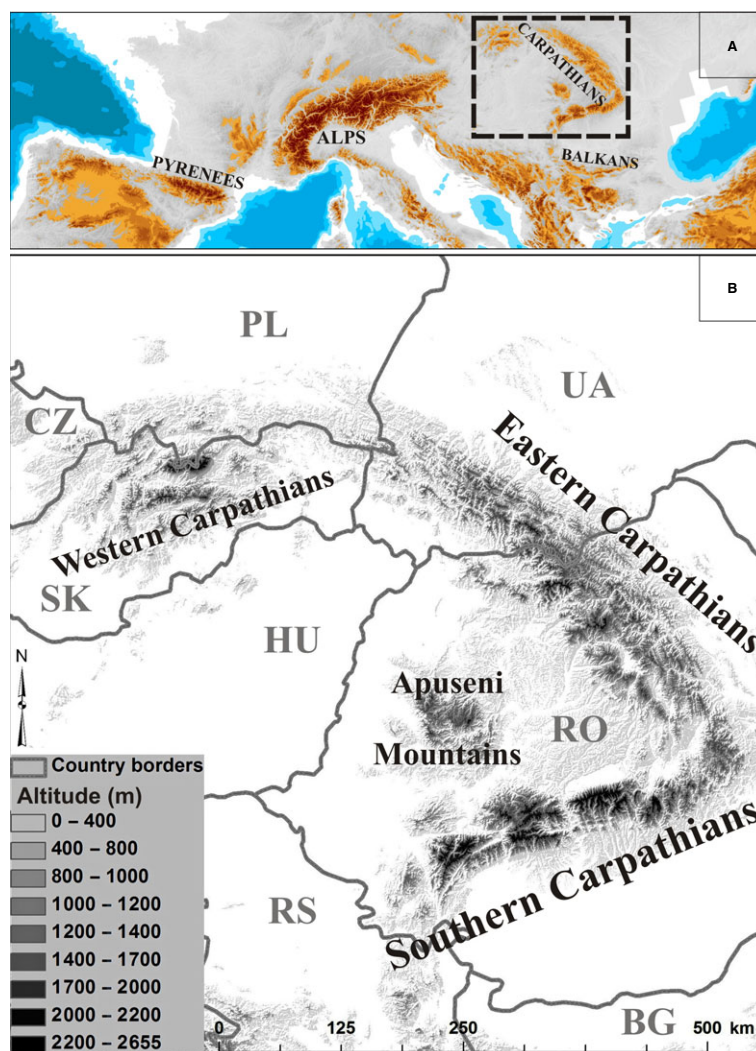 A
CARPATHIANS
ALPS
PYRENEES
BALKANS
B
PL
UA
CZ
Eastern Carpathians
Western Carpathians
SK
HU
N
Apuseni
Mountains
RO
Country borders
Altitude (m)
0 – 400
400 – 800
800 – 1000
1000 – 1200
1200 – 1400
1400 – 1700
1700 – 2000
2000 – 2200
2200 – 2655
Southern Carpathians
RS
BG
0 125 250 500 km